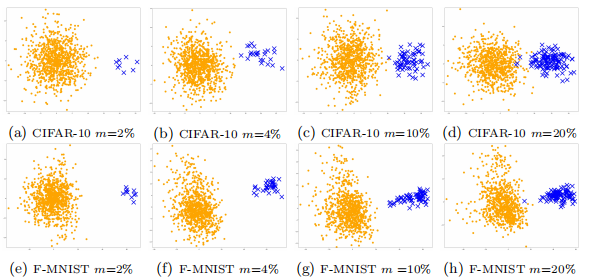 (a) CIFAR-10 m=2%
(b) CIFAR-10 m=4%
(c) CIFAR-10 m=10%
(d) CIFAR-10 m=20%
(e) F-MNIST m=2%
(f) F-MNIST m=4%
(g) F-MNIST m =10%
(h) F-MNIST m=20%